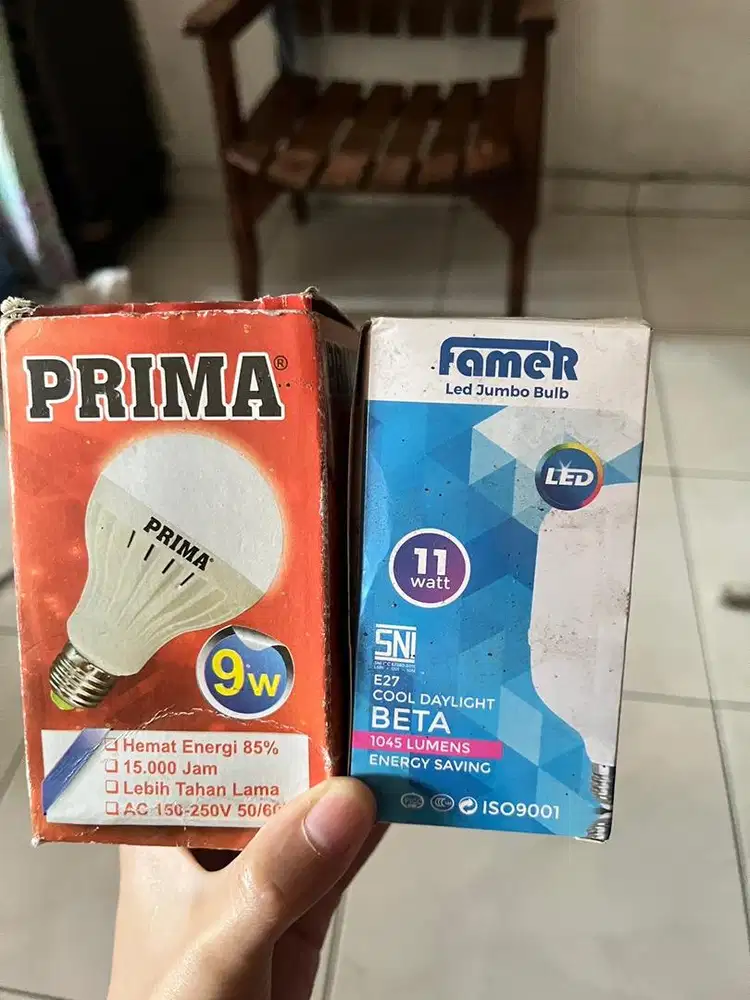 PRIMA®
PRIMA
9W
Hemat Energi 85%
15.000 Jam
Lebih Tahan Lama
AC 150-250V 50/60
FameR
Led Jumbo Bulb
LED
11
watt
SNI
E27
COOL DAYLIGHT
BETA
1045 LUMENS
ENERGY SAVING
ISO9001